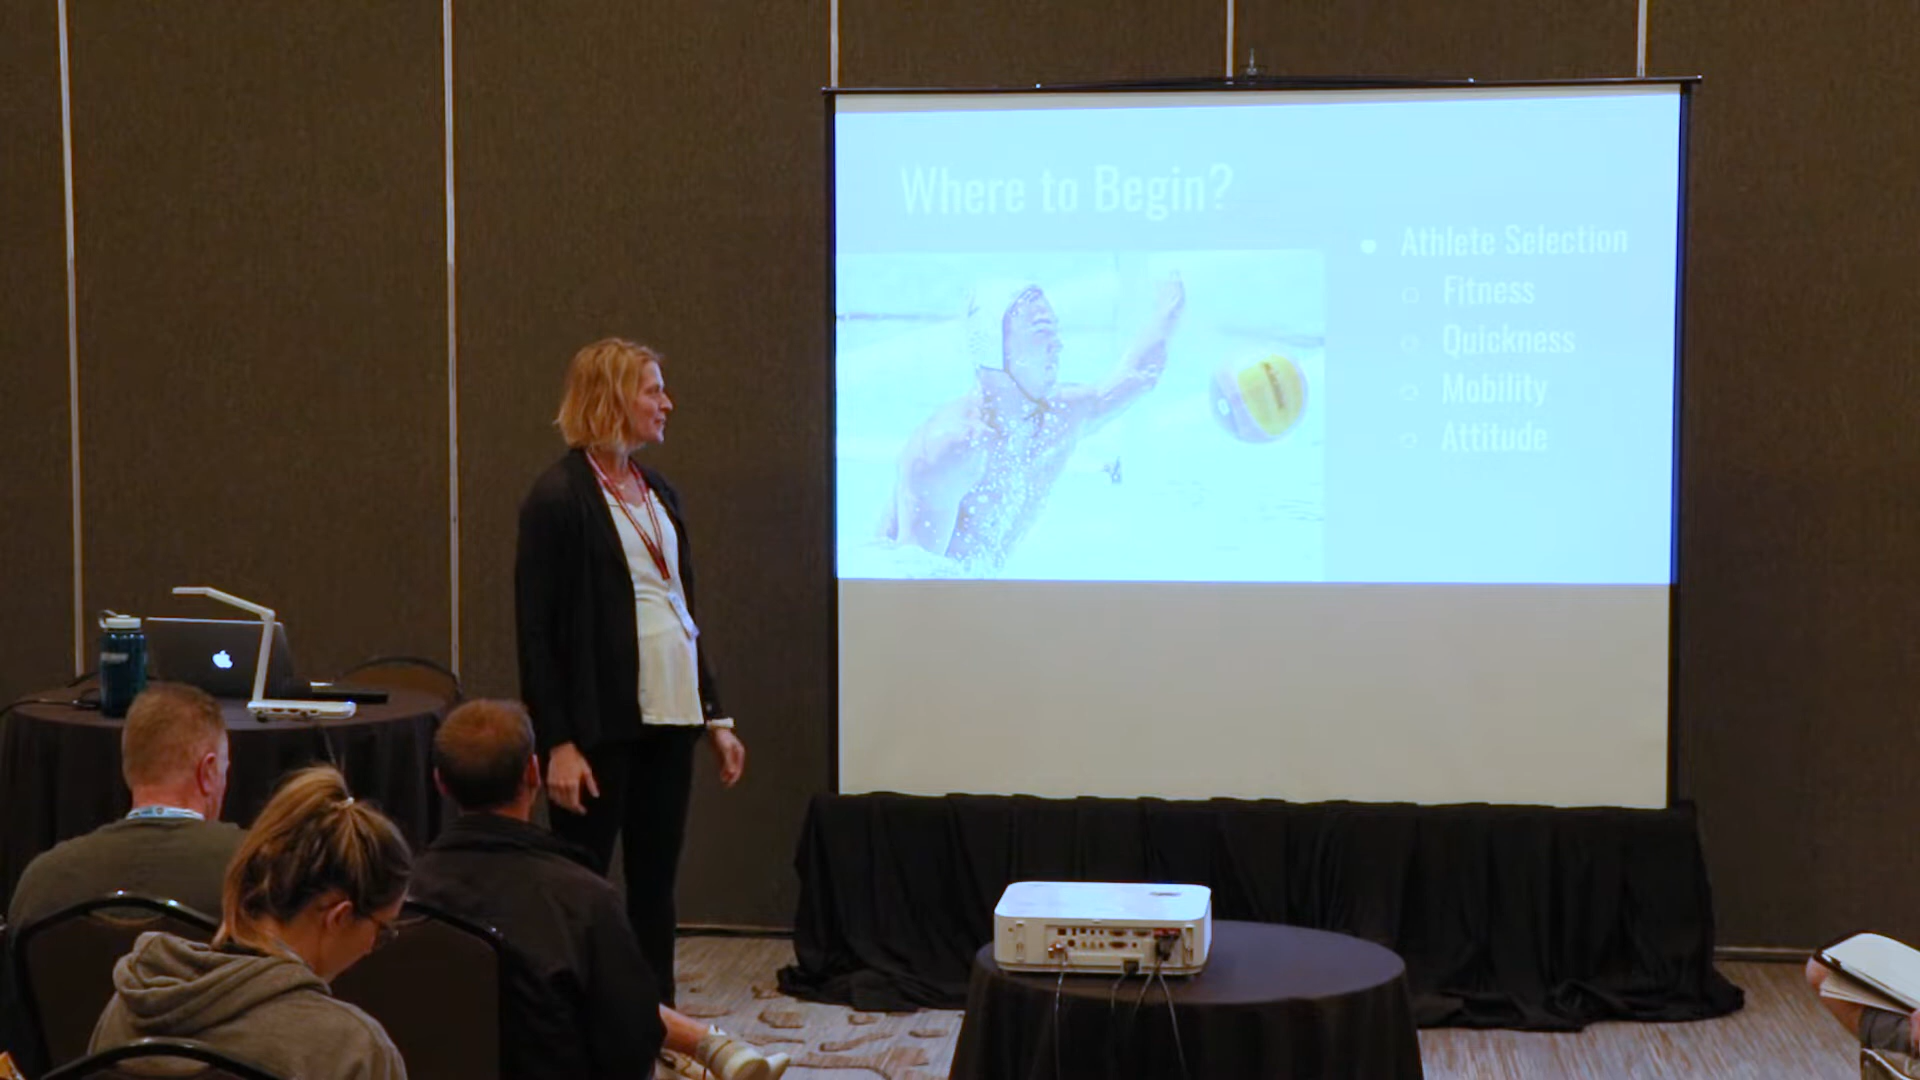 Where to Begin?
Athlete Selection
Fitness
Quickness
Mobility
Attitude